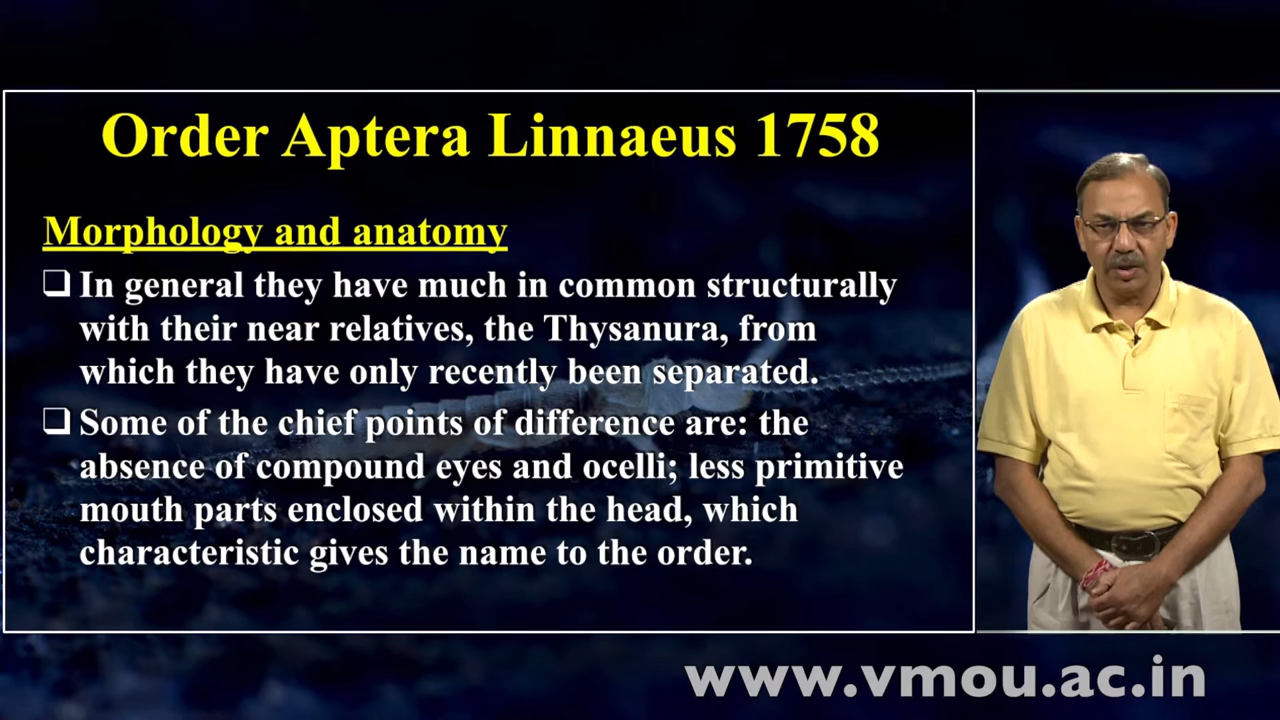 Order Aptera Linnaeus 1758
Morphology and anatomy
❑ In general they have much in common structurally
with their near relatives, the Thysanura, from
which they have only recently been separated.
❑ Some of the chief points of difference are: the
absence of compound eyes and ocelli; less primitive
mouth parts enclosed within the head, which
characteristic gives the name to the order.
www.vmou.ac.in